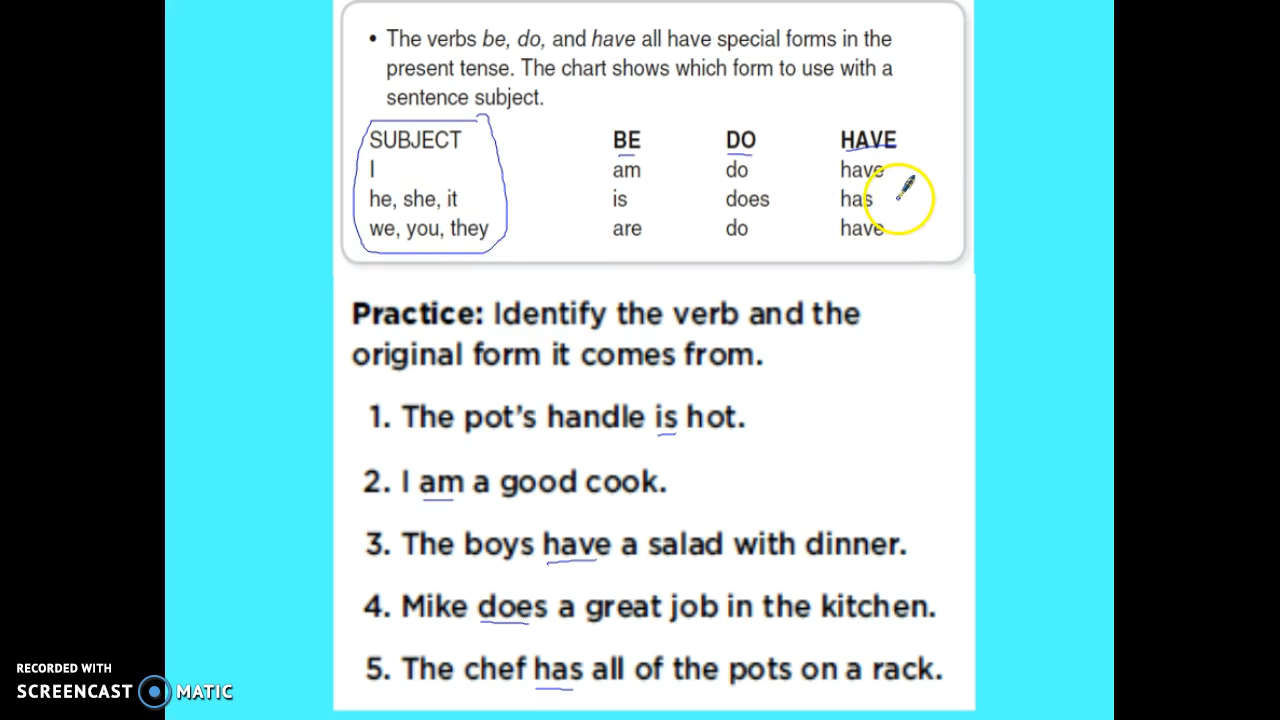 • The verbs be, do, and have all have special forms in the
present tense. The chart shows which form to use with a
sentence subject.
SUBJECT BE DO HAVE
I am do have
he, she, it is does has
we, you, they are do have
Practice: Identify the verb and the
original form it comes from.
1. The pot's handle is hot.
2. I am a good cook.
3. The boys have a salad with dinner.
4. Mike does a great job in the kitchen.
5. The chef has all of the pots on a rack.
RECORDED WITH
SCREENCAST MATIC